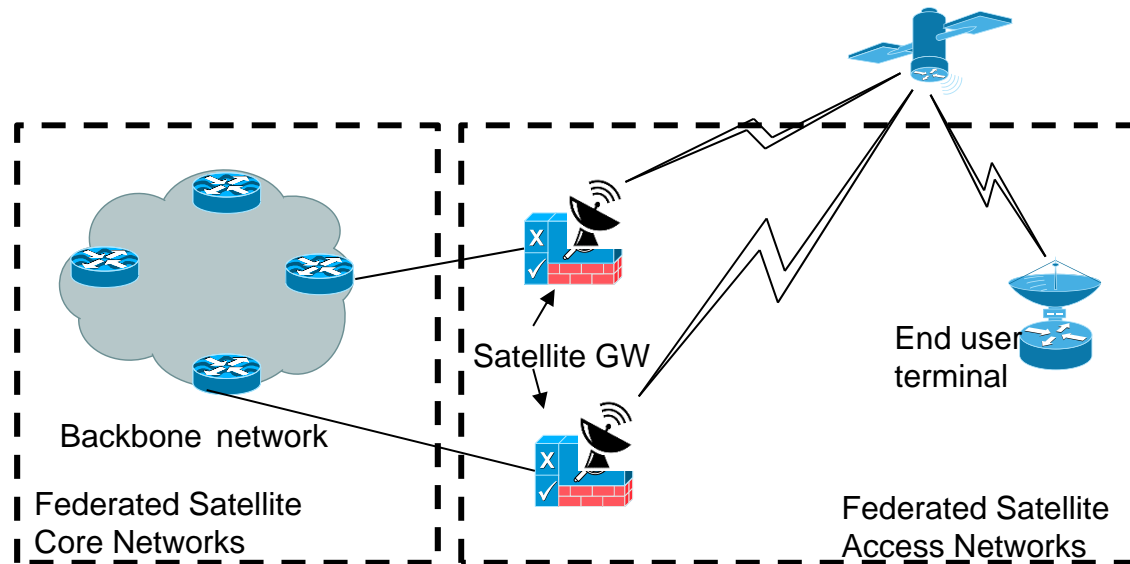 Backbone network
Federated Satellite
Core Networks
Satellite GW
X
X
End user
terminal
Federated Satellite
Access Networks